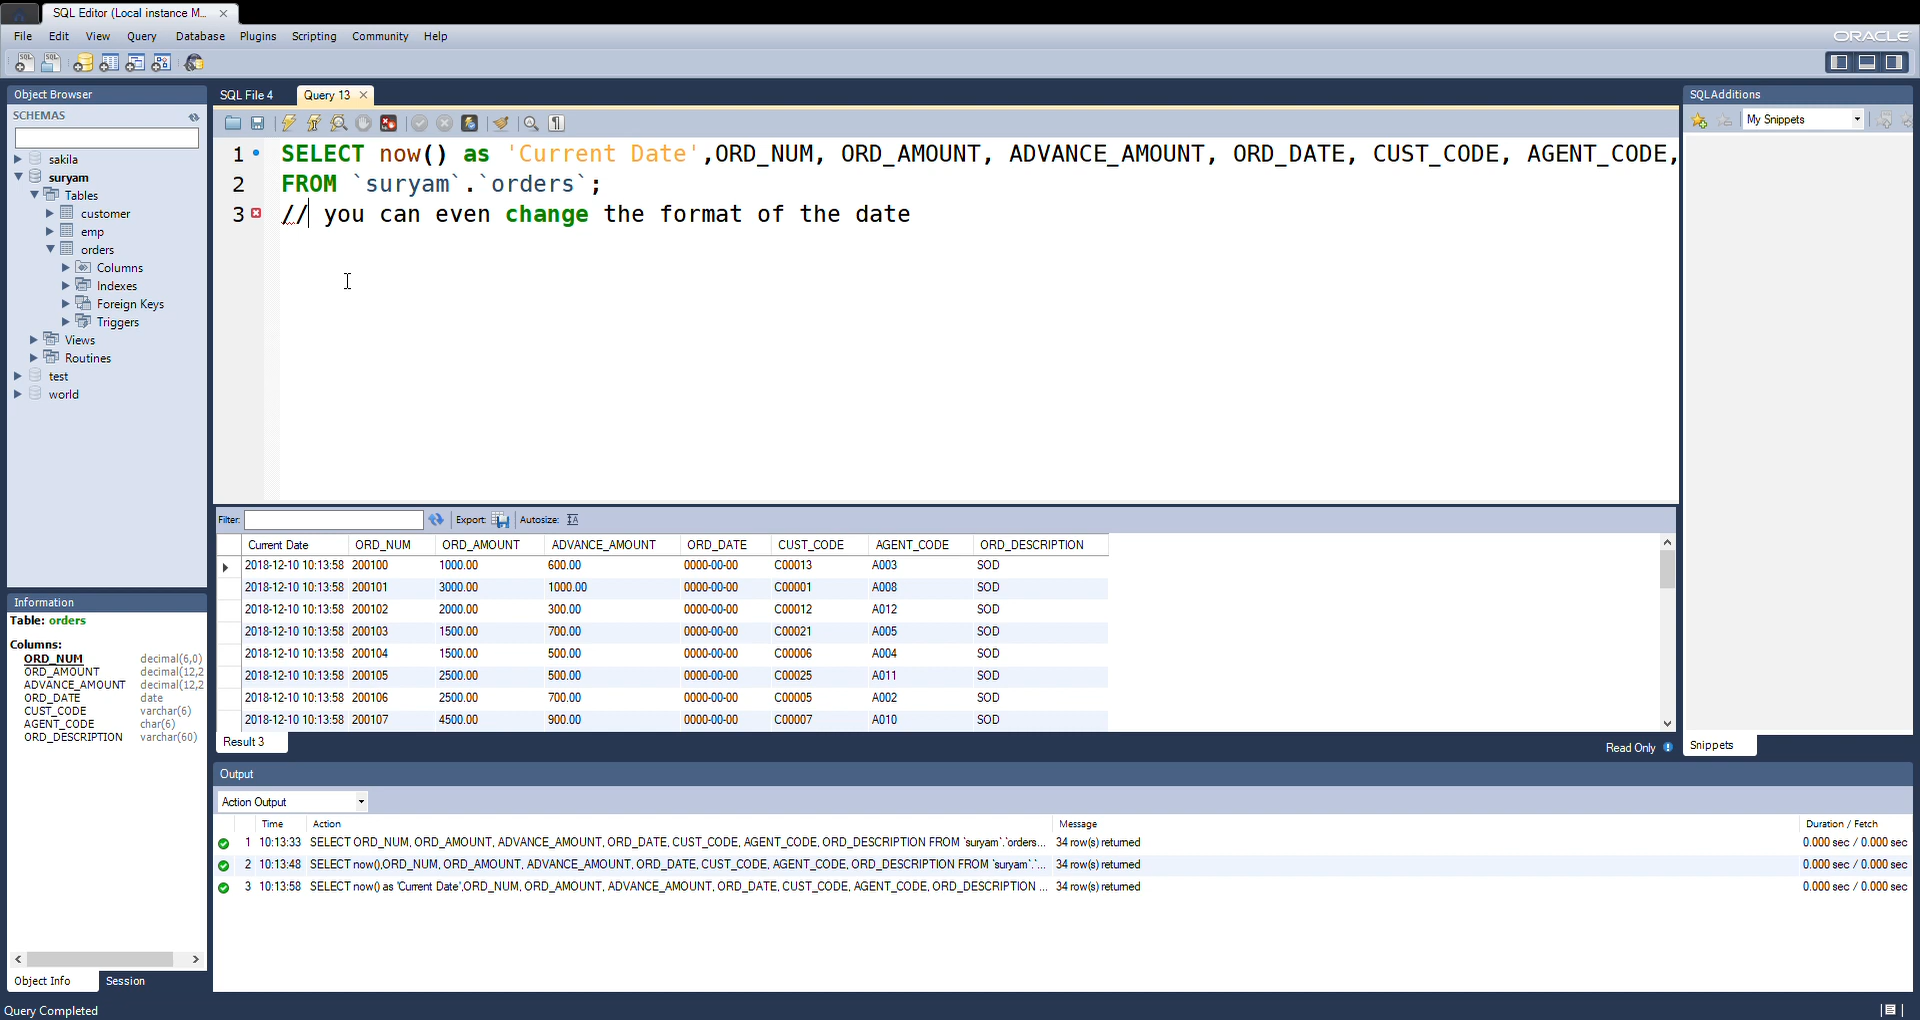 SQL Editor (Local instance M...
File Edit View Query Database Plugins Scripting Community Help
ORACLE
Object Browser
SCHEMAS
sakila
suryam
Tables
customer
emp
orders
Columns
Indexes
Foreign Keys
Triggers
Views
Routines
test
world
Information
Table: orders
Columns:
ORD_NUM decimal(6,0)
ORD_AMOUNT decimal(12,2
ADVANCE_AMOUNT decimal(12,2
ORD_DATE date
CUST_CODE varchar(6)
AGENT_CODE char(6)
ORD_DESCRIPTION varchar(60)
Object Info Session
Query Completed
SQL File 4 Query 13
1 SELECT now() as 'Current Date',ORD_NUM, ORD_AMOUNT, ADVANCE_AMOUNT, ORD_DATE, CUST_CODE, AGENT_CODE,
2 FROM `suryam`.`orders`;
3 // you can even change the format of the date
Filter: Export: Autosize:
Current Date ORD_NUM ORD_AMOUNT ADVANCE_AMOUNT ORD_DATE CUST_CODE AGENT_CODE ORD_DESCRIPTION
2018-12-10 10:13:58 200100 1000.00 600.00 0000-00-00 C00013 A003 SOD
2018-12-10 10:13:58 200101 3000.00 1000.00 0000-00-00 C00001 A008 SOD
2018-12-10 10:13:58 200102 2000.00 300.00 0000-00-00 C00012 A012 SOD
2018-12-10 10:13:58 200103 1500.00 700.00 0000-00-00 C00021 A005 SOD
2018-12-10 10:13:58 200104 1500.00 500.00 0000-00-00 C00006 A004 SOD
2018-12-10 10:13:58 200105 2500.00 500.00 0000-00-00 C00025 A011 SOD
2018-12-10 10:13:58 200106 2500.00 700.00 0000-00-00 C00005 A002 SOD
2018-12-10 10:13:58 200107 4500.00 900.00 0000-00-00 C00007 A010 SOD
Result 3
Read Only
Output
Action Output
Time Action Message Duration / Fetch
1 10:13:33 SELECT ORD_NUM, ORD_AMOUNT, ADVANCE_AMOUNT, ORD_DATE, CUST_CODE, AGENT_CODE, ORD_DESCRIPTION FROM `suryam`.`orders... 34 row(s) returned 0.000 sec / 0.000 sec
2 10:13:48 SELECT now(),ORD_NUM, ORD_AMOUNT, ADVANCE_AMOUNT, ORD_DATE, CUST_CODE, AGENT_CODE, ORD_DESCRIPTION FROM `suryam`.`... 34 row(s) returned 0.000 sec / 0.000 sec
3 10:13:58 SELECT now() as 'Current Date',ORD_NUM, ORD_AMOUNT, ADVANCE_AMOUNT, ORD_DATE, CUST_CODE, AGENT_CODE, ORD_DESCRIPTION ... 34 row(s) returned 0.000 sec / 0.000 sec
SQLAdditions
My Snippets
Snippets